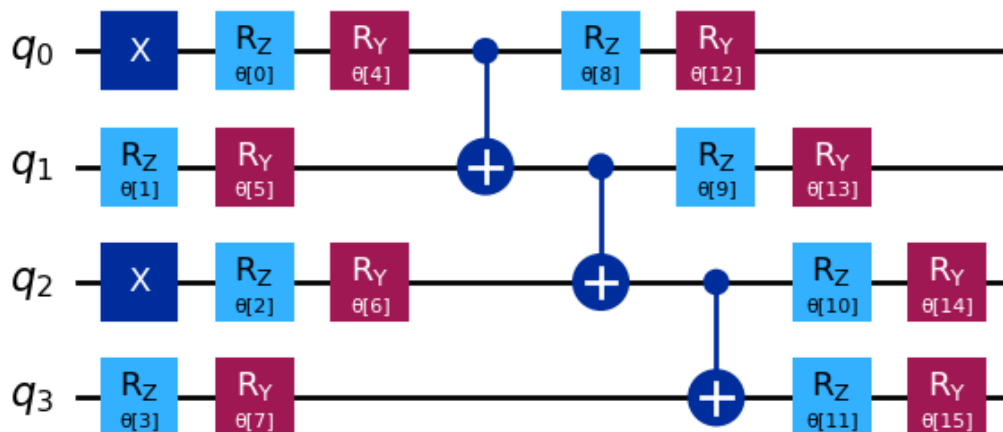 q0 X RZ θ[0] RY θ[4] RZ θ[8] RY θ[12]
q1 RZ θ[1] RY θ[5] RZ θ[9] RY θ[13]
q2 X RZ θ[2] RY θ[6] RZ θ[10] RY θ[14]
q3 RZ θ[3] RY θ[7] RZ θ[11] RY θ[15]